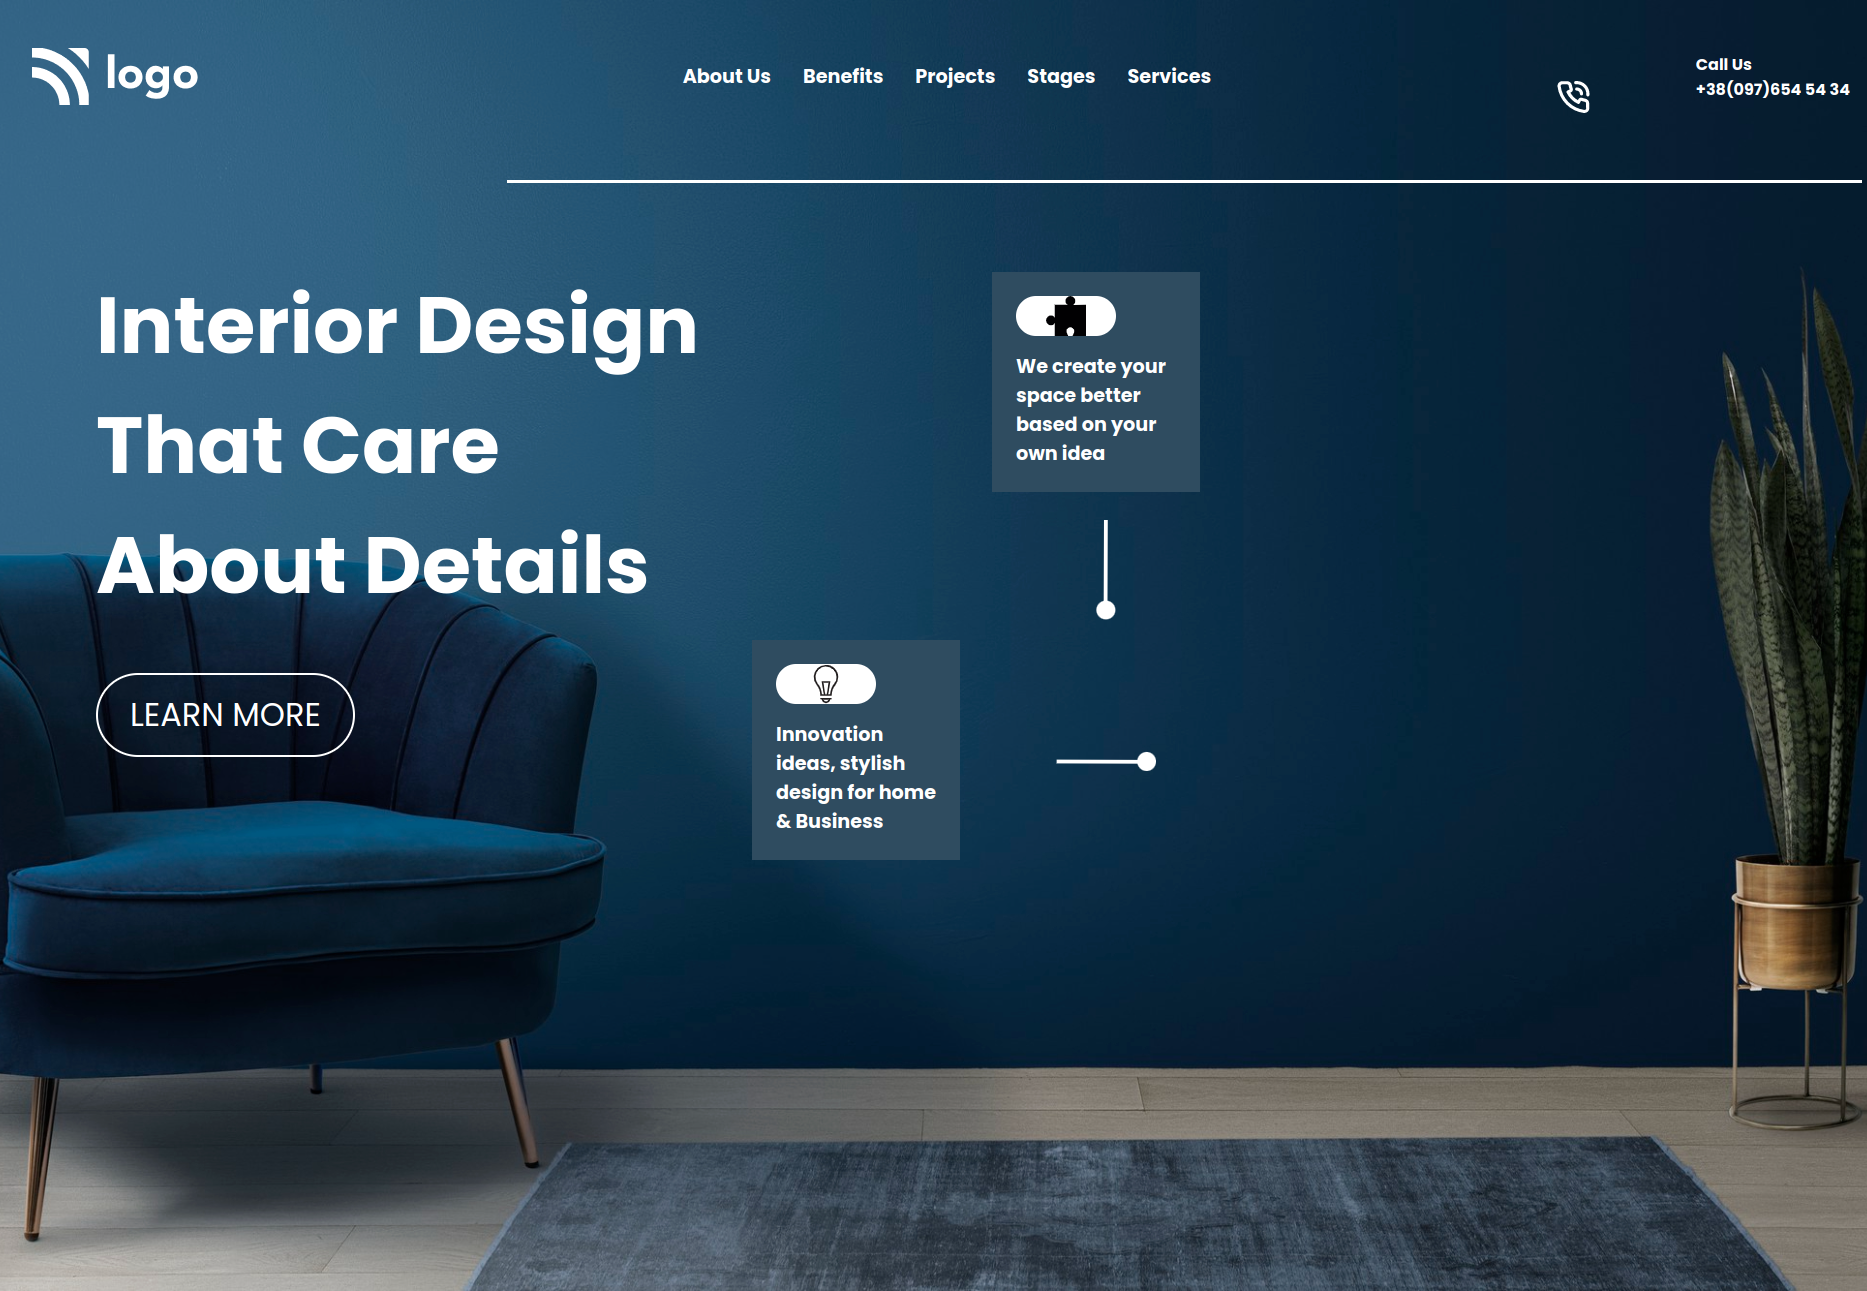 logo
About Us Benefits Projects Stages Services
Call Us
+38(097)654 54 34
Interior Design
That Care
About Details
LEARN MORE
We create your
space better
based on your
own idea
Innovation
ideas, stylish
design for home
& Business